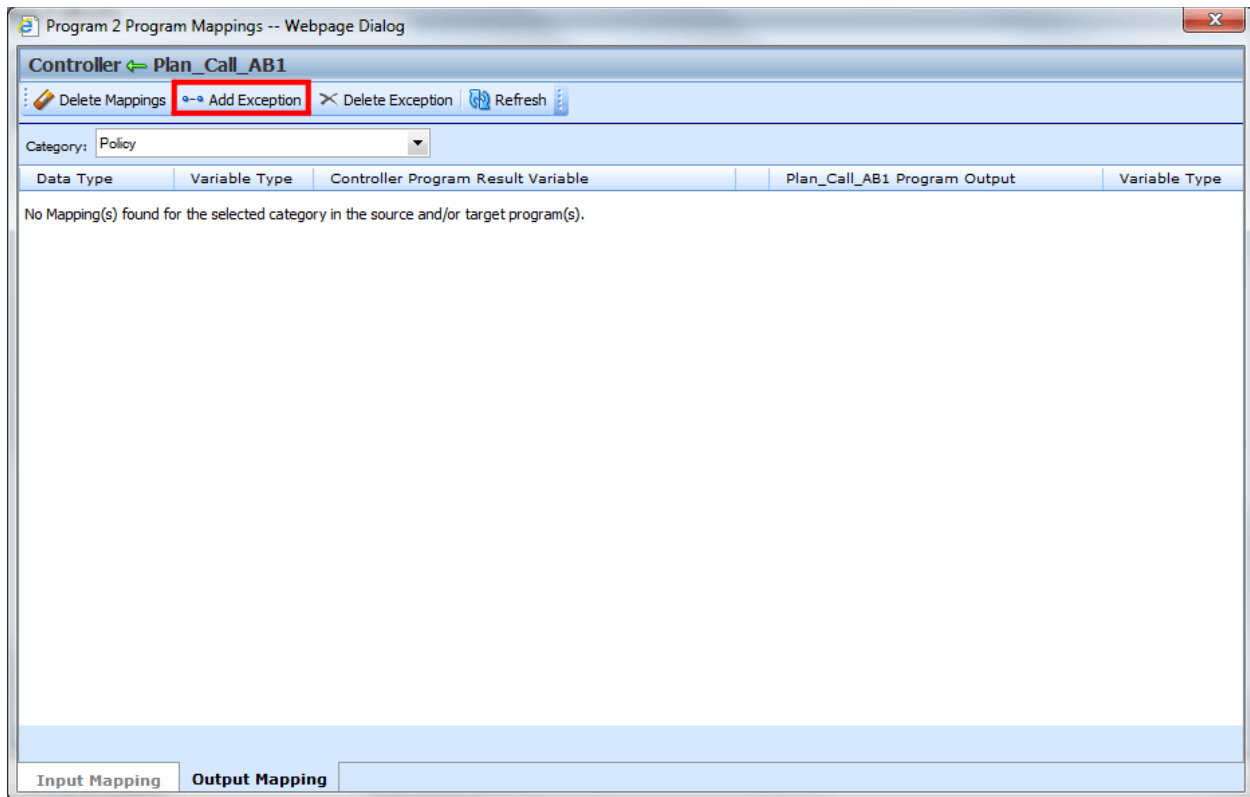 Program 2 Program Mappings -- Webpage Dialog
x
Controller ⇐ Plan_Call_AB1
Delete Mappings Add Exception Delete Exception Refresh
Category: Policy
Data Type Variable Type Controller Program Result Variable Plan_Call_AB1 Program Output Variable Type
No Mapping(s) found for the selected category in the source and/or target program(s).
Input Mapping Output Mapping